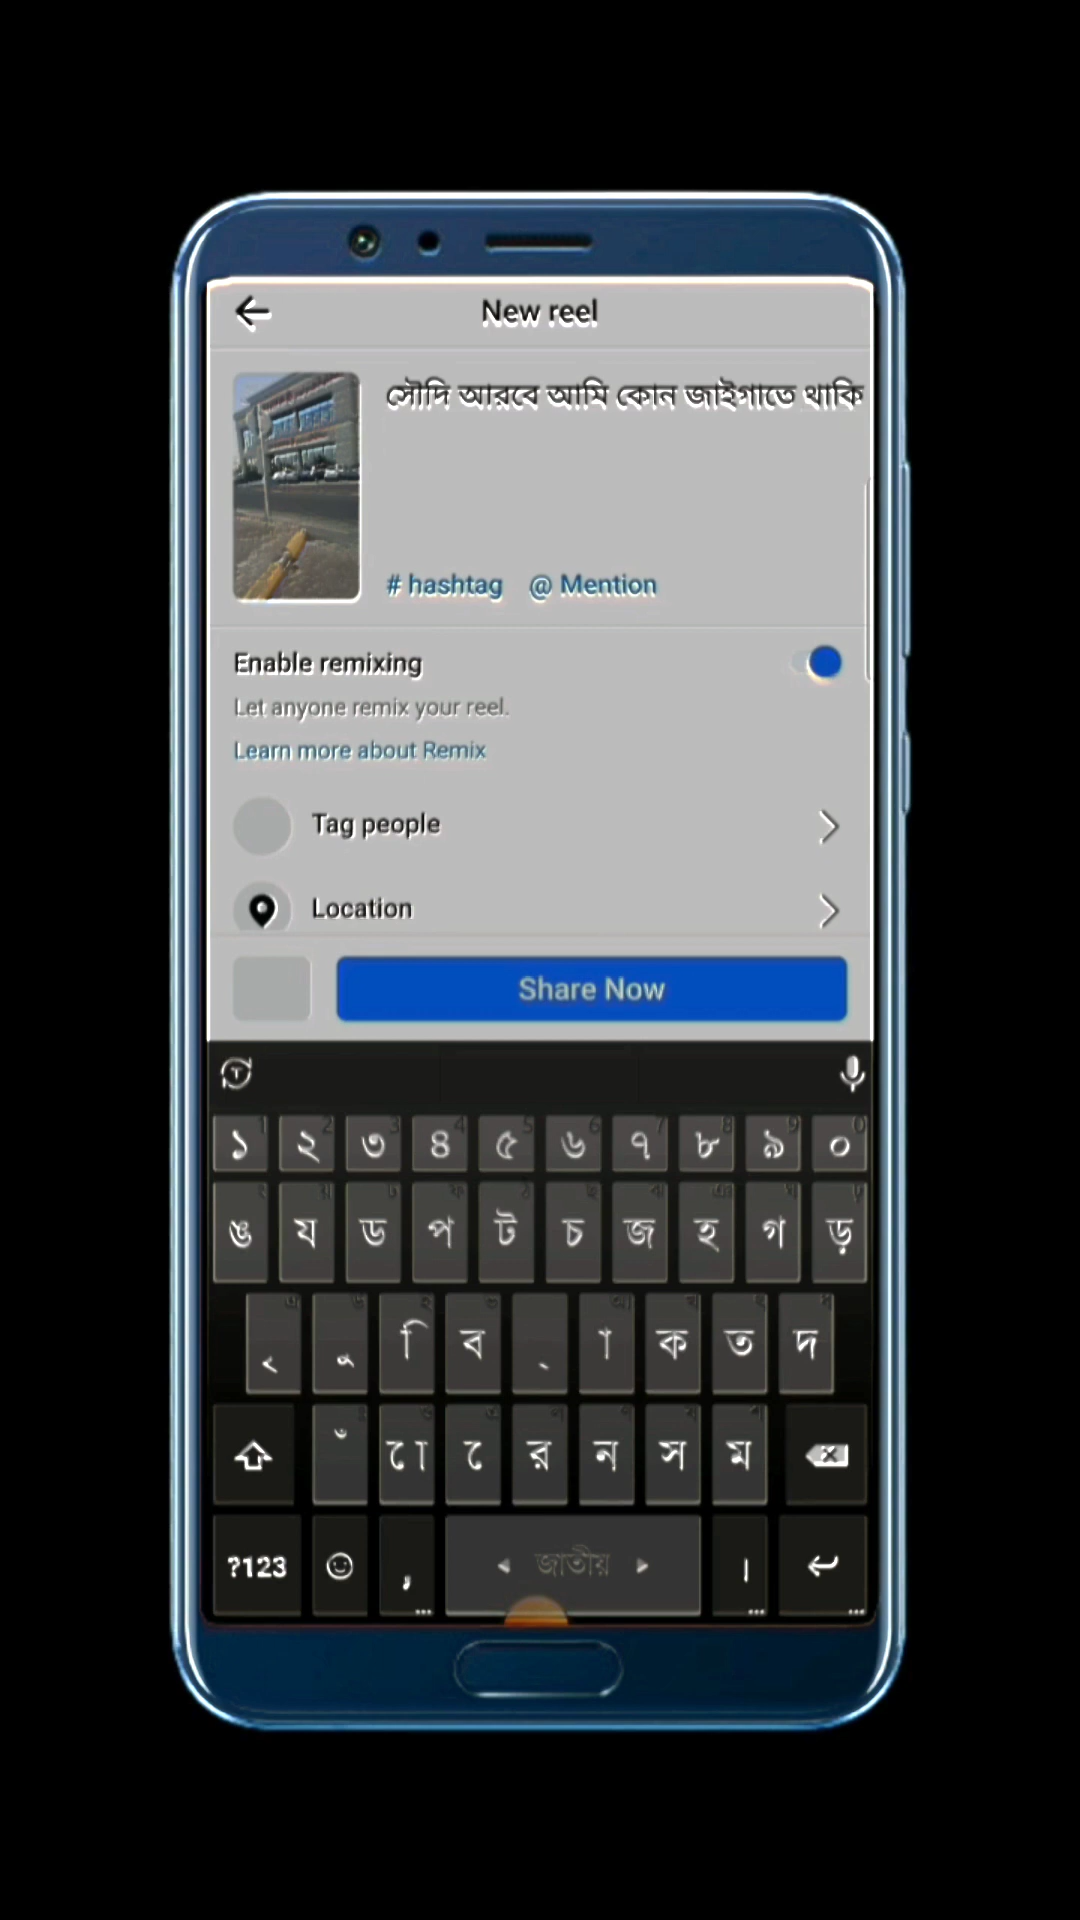 New reel
সৌদি আরবে আমি কোন জাইগাতে থাকি
# hashtag @ Mention
Enable remixing
Let anyone remix your reel.
Learn more about Remix
Tag people
Location
Share Now
১ ২ ৩ ৪ ৫ ৬ ৭ ৮ ৯ ০
ঙ য ড প ট চ জ হ গ ড়
ৃ ু ি ব ্ া ক ত দ
ঁ ো ে র ন স ম
?123 , জাতীয় ।